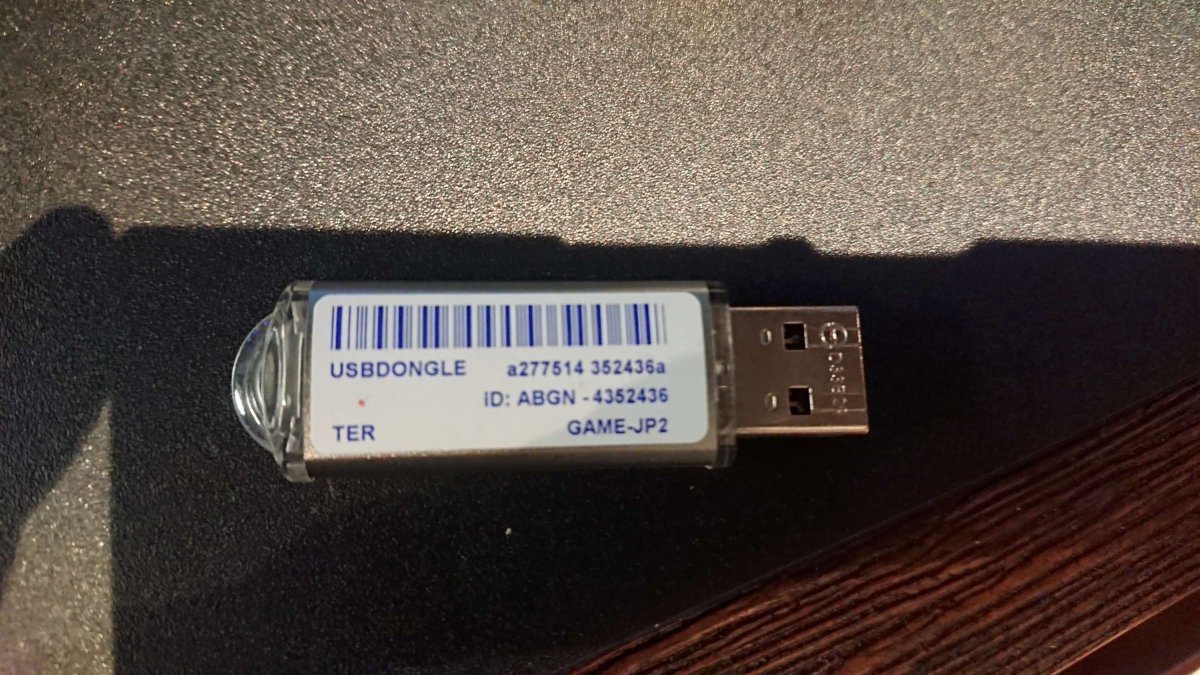 USBDONGLE a277514 352436a
iD: ABGN - 4352436
TER GAME-JP2